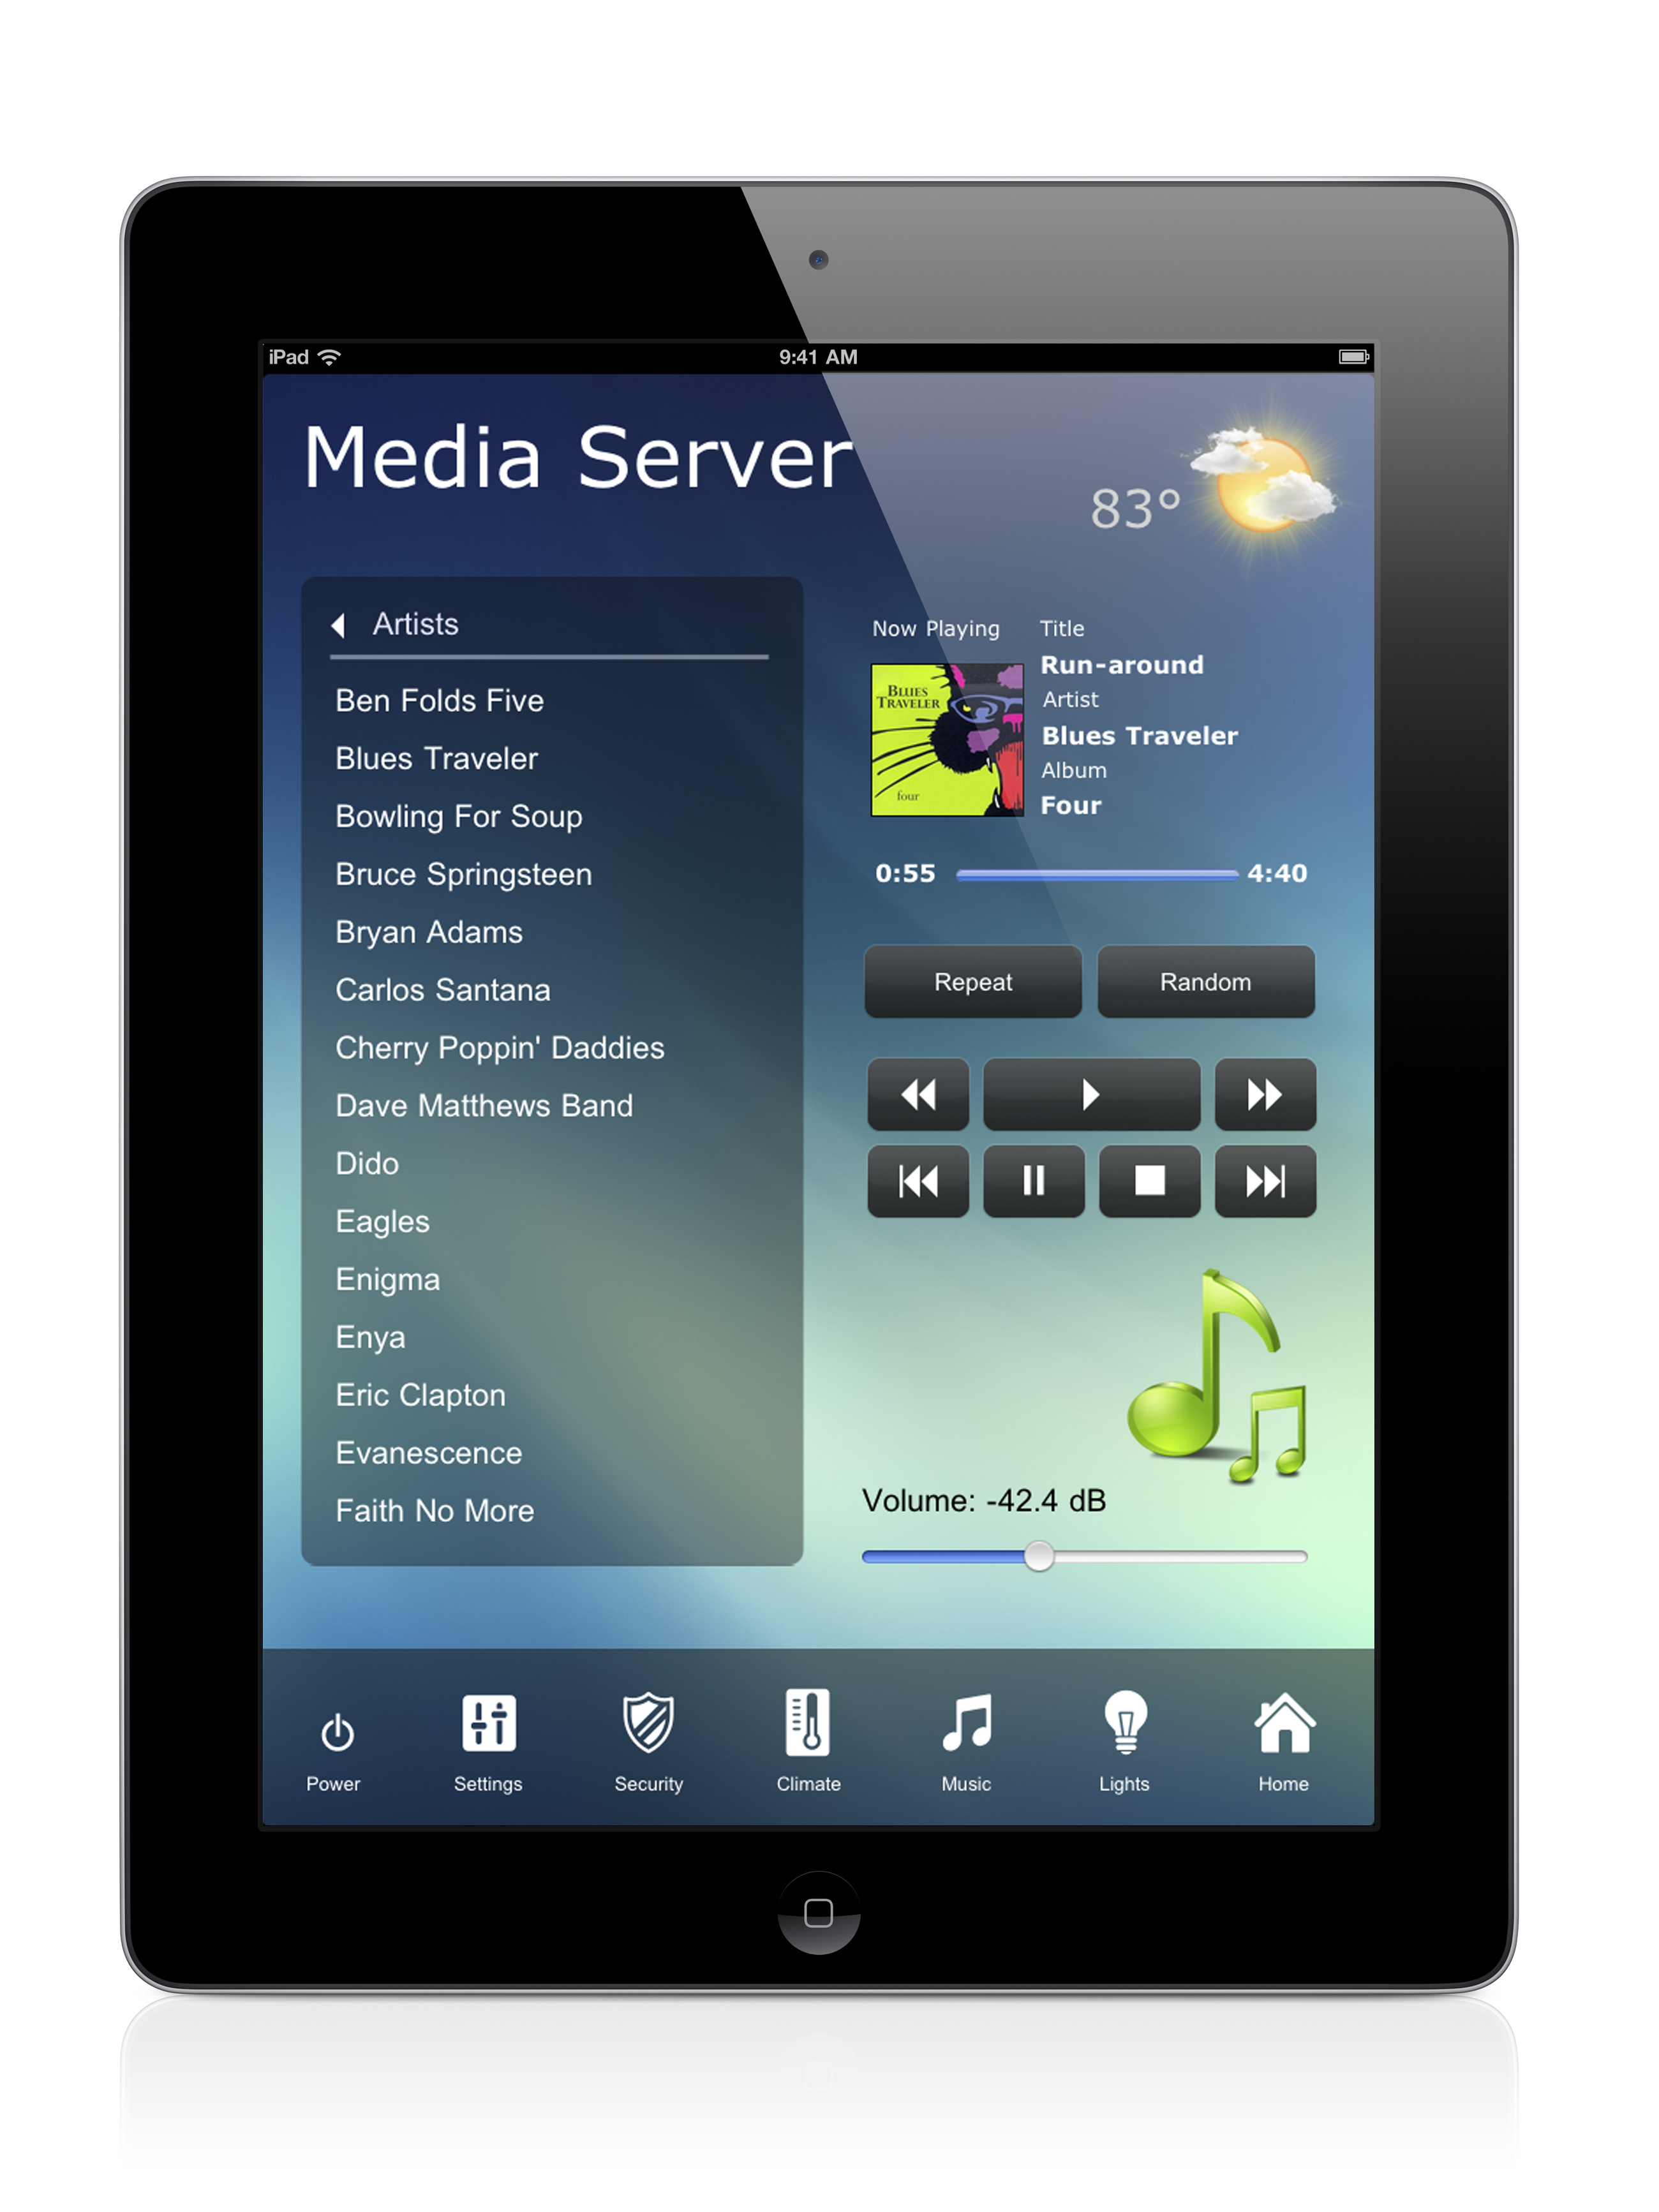 iPad
9:41 AM
Media Server
83°
Artists
Ben Folds Five
Blues Traveler
Bowling For Soup
Bruce Springsteen
Bryan Adams
Carlos Santana
Cherry Poppin' Daddies
Dave Matthews Band
Dido
Eagles
Enigma
Enya
Eric Clapton
Evanescence
Faith No More
Now Playing
BLUES
TRAVELER
four
Title
Run-around
Artist
Blues Traveler
Album
Four
0:55
4:40
Repeat
Random
Volume: -42.4 dB
Power
Settings
Security
Climate
Music
Lights
Home